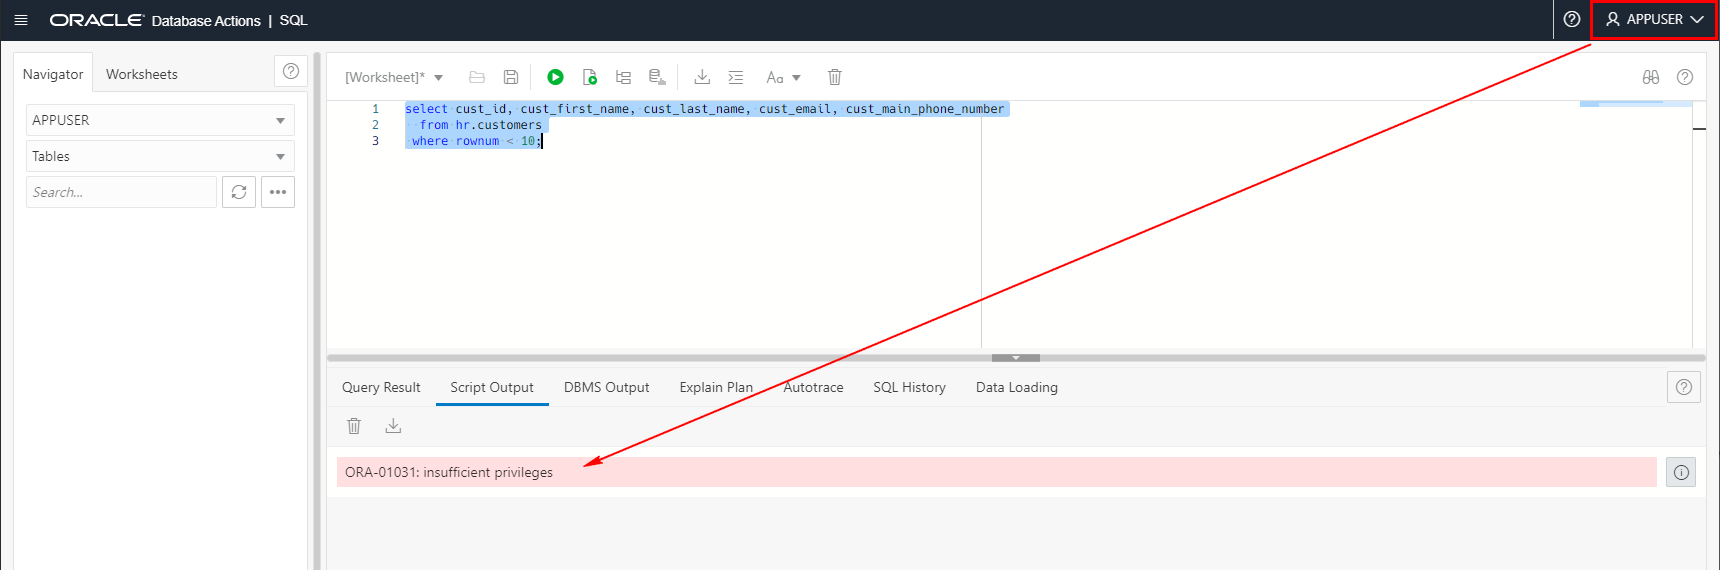 ORACLE Database Actions | SQL
APPUSER
Navigator
Worksheets
[Worksheet]*
Aa
APPUSER
Tables
Search...
1 select cust_id, cust_first_name, cust_last_name, cust_email, cust_main_phone_number
2 from hr.customers
3 where rownum < 10;
Query Result
Script Output
DBMS Output
Explain Plan
Autotrace
SQL History
Data Loading
ORA-01031: insufficient privileges